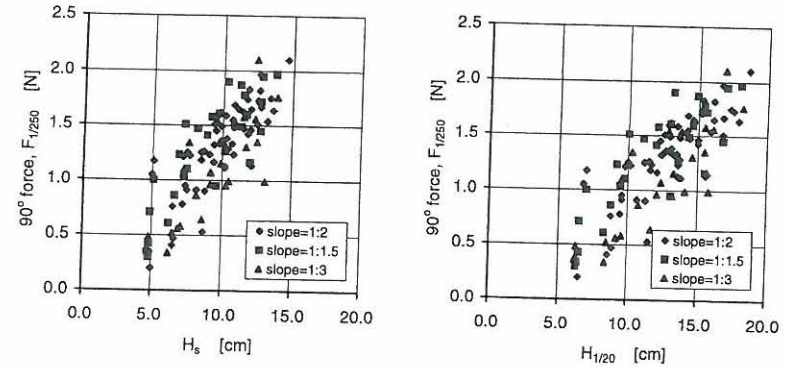 2.5
2.0
1.5
1.0
0.5
0.0
90° force, F1/250 [N]
slope=1:2
slope=1:1.5
slope=1:3
0.0 5.0 10.0 15.0 20.0
Hs [cm]
2.5
2.0
1.5
1.0
0.5
0.0
90° force, F1/250 [N]
slope=1:2
slope=1:1.5
slope=1:3
0.0 5.0 10.0 15.0 20.0
H1/20 [cm]